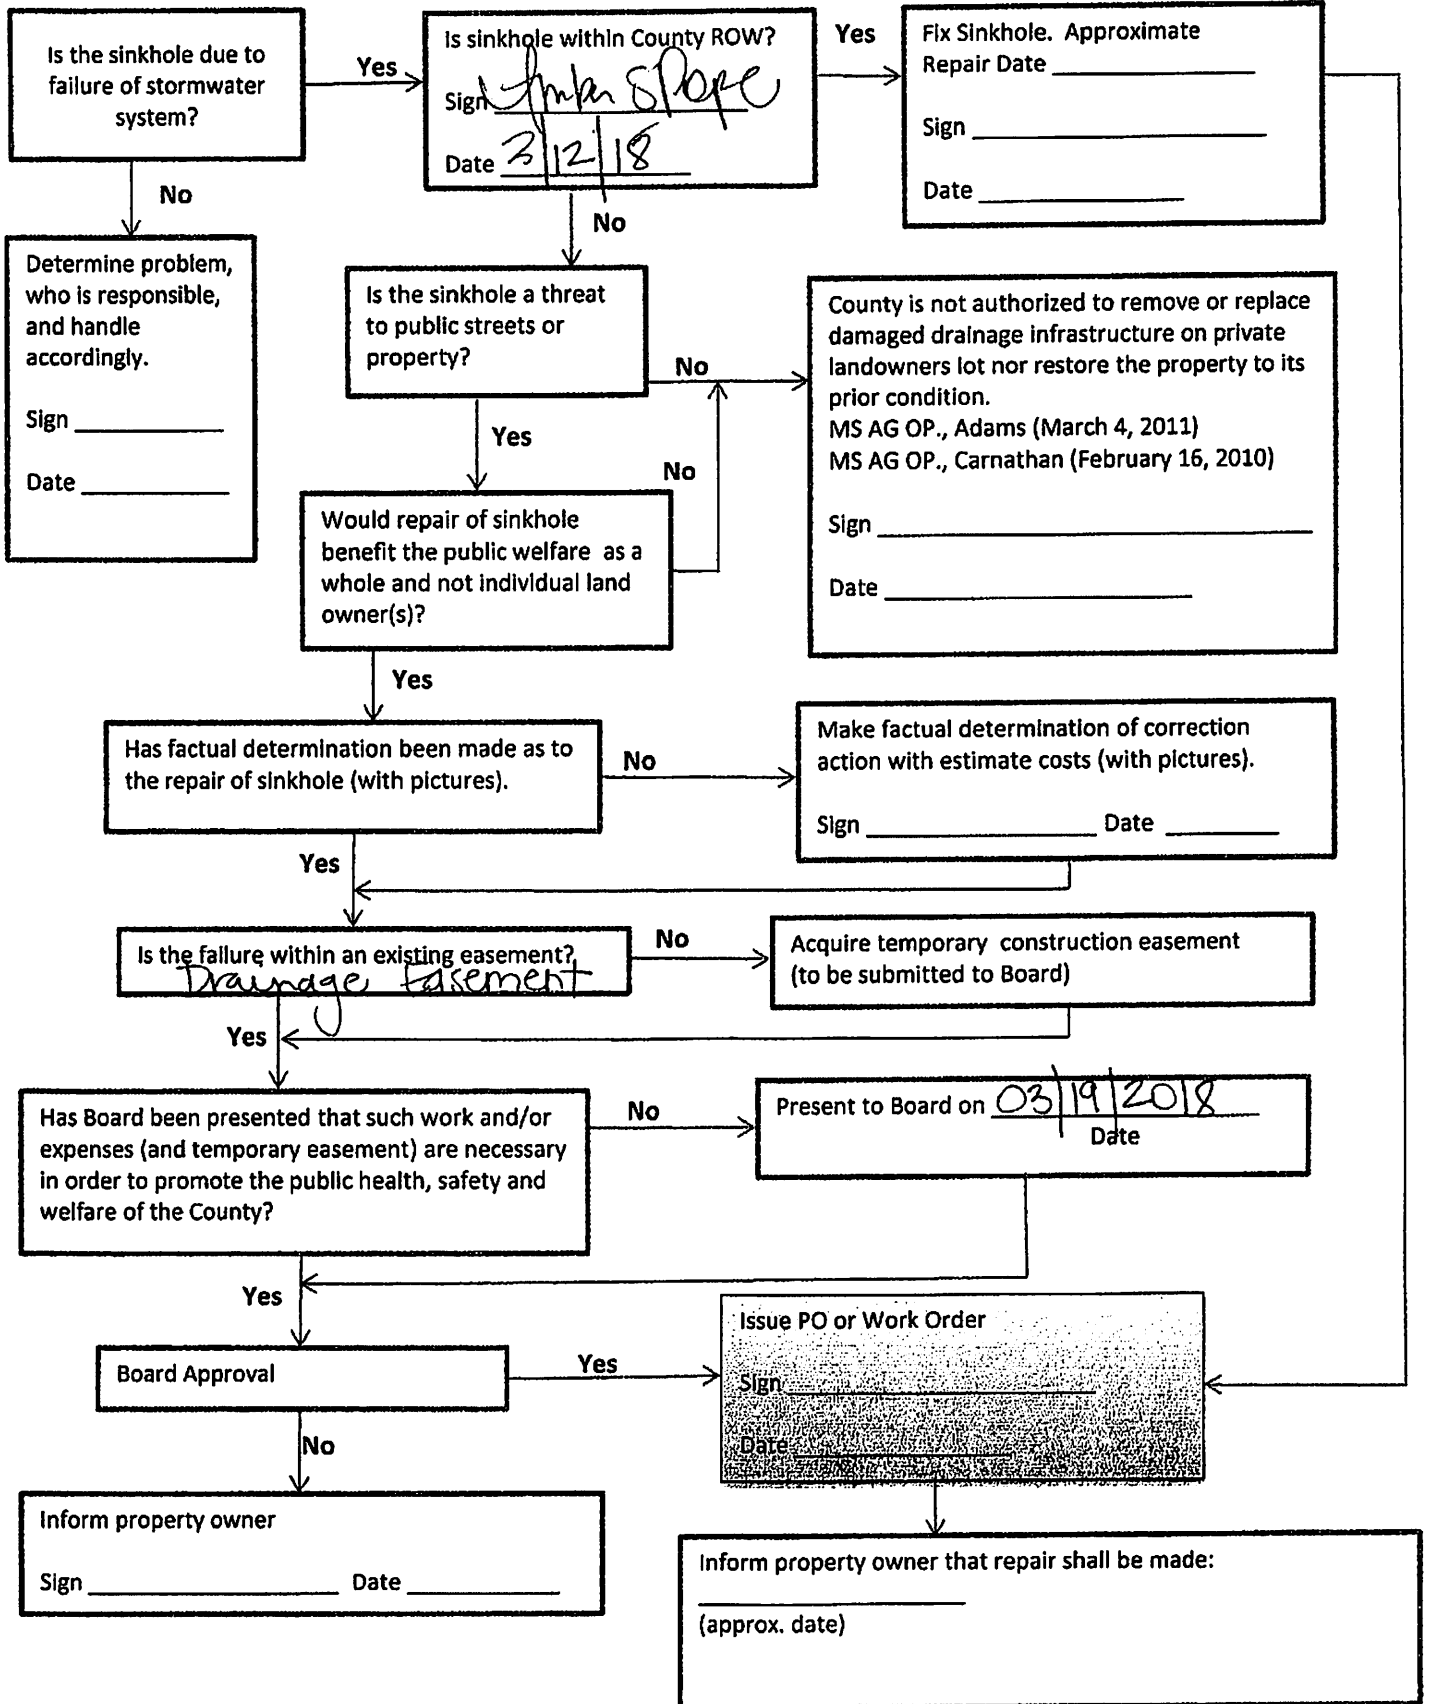 Is the sinkhole due to
failure of stormwater
system?
Yes
No
Is sinkhole within County ROW?
Sign
Date 3/12/18
Yes
No
Fix Sinkhole. Approximate
Repair Date
Sign
Date
Determine problem,
who is responsible,
and handle
accordingly.
Sign
Date
Is the sinkhole a threat
to public streets or
property?
No
Yes
County is not authorized to remove or replace
damaged drainage infrastructure on private
landowners lot nor restore the property to its
prior condition.
MS AG OP., Adams (March 4, 2011)
MS AG OP., Carnathan (February 16, 2010)
Sign
Date
Would repair of sinkhole
benefit the public welfare as a
whole and not individual land
owner(s)?
No
Yes
Has factual determination been made as to
the repair of sinkhole (with pictures).
No
Yes
Make factual determination of correction
action with estimate costs (with pictures).
Sign Date
Is the failure within an existing easement?
Drainage Easement
No
Yes
Acquire temporary construction easement
(to be submitted to Board)
Has Board been presented that such work and/or
expenses (and temporary easement) are necessary
in order to promote the public health, safety and
welfare of the County?
No
Yes
Present to Board on 03/19/2018
Date
Board Approval
Yes
No
Issue PO or Work Order
Sign
Date
Inform property owner
Sign Date
Inform property owner that repair shall be made:
(approx. date)